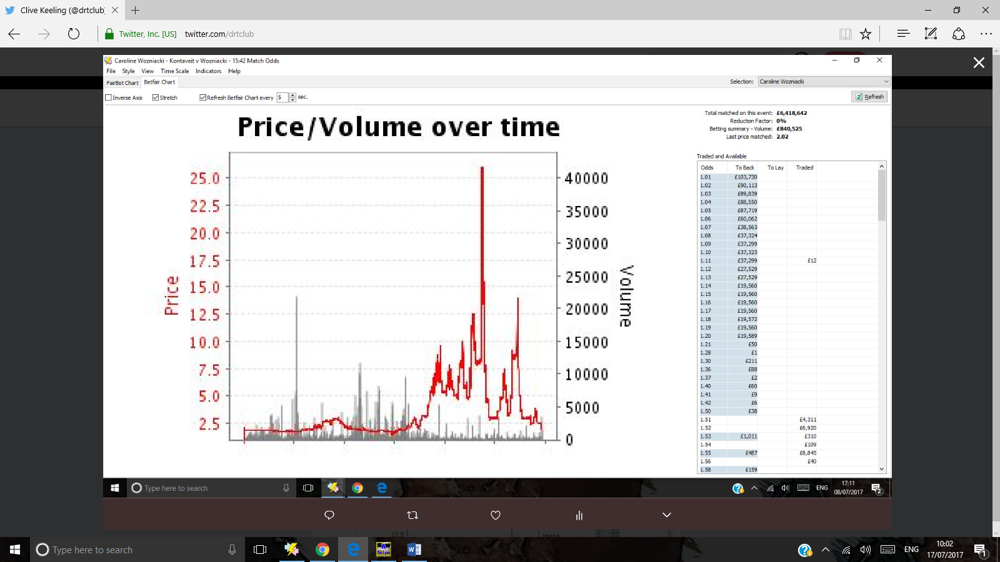 Clive Keeling (@drtclub)
Twitter, Inc. [US] twitter.com/drtclub
Caroline Wozniacki - Kontaveit v Wozniacki - 15:42 Match Odds
File Style View Time Scale Indicators Help
FairBot Chart Betfair Chart
Selection: Caroline Wozniacki
Inverse Axis Stretch Refresh Betfair Chart every 5 sec.
Refresh
Price/Volume over time
Total matched on this event: £6,418,642
Reduction Factor: 0%
Betting summary - Volume: £840,525
Last price matched: 2.02
25.0
22.5
20.0
17.5
15.0
12.5
10.0
7.5
5.0
2.5
Price
40000
35000
30000
25000
20000
15000
10000
5000
0
Volume
Traded and Available
Odds To Back To Lay Traded
1.01 £103,730
1.02 £90,113
1.03 £89,839
1.04 £88,550
1.05 £87,719
1.06 £60,062
1.07 £38,563
1.08 £37,324
1.09 £37,299
1.10 £37,323
1.11 £37,299 £12
1.12 £27,529
1.13 £27,529
1.14 £19,560
1.15 £19,560
1.16 £19,560
1.17 £19,560
1.18 £19,572
1.19 £19,560
1.20 £19,589
1.21 £50
1.28 £1
1.30 £211
1.36 £88
1.37 £2
1.40 £60
1.41 £9
1.42 £6
1.50 £38
1.51 £4,311
1.52 £6,920
1.53 £1,011 £310
1.54 £109
1.55 £487 £8,845
1.56 £40
1.58 £159
Type here to search
ENG
17:11
08/07/2017
2
22.5
35000
Type here to search
ENG
10:02
17/07/2017
1